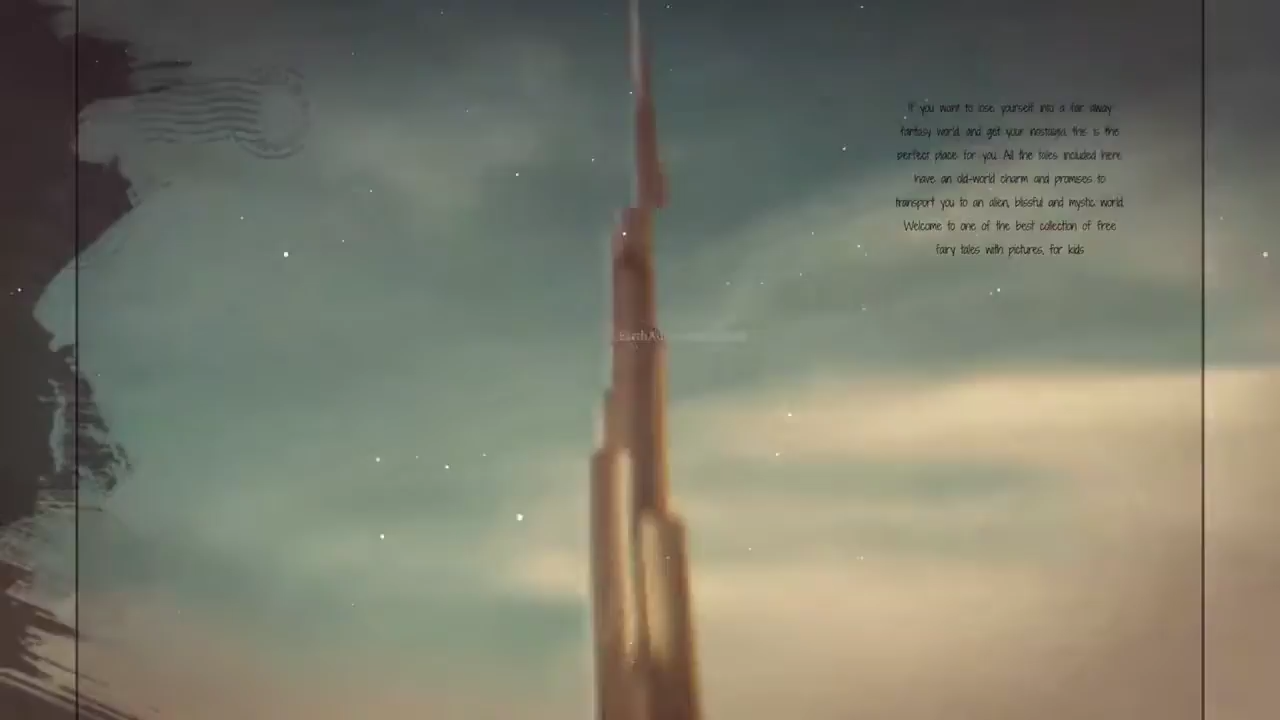 If you want to lose yourself into a far away
fantasy world, and get your nostalgia, this is the
perfect place for you. All the tales included here
have an old-world charm and promises to
transport you to an alien, blissful and mystic world.
Welcome to one of the best collection of free
fairy tales with pictures, for kids